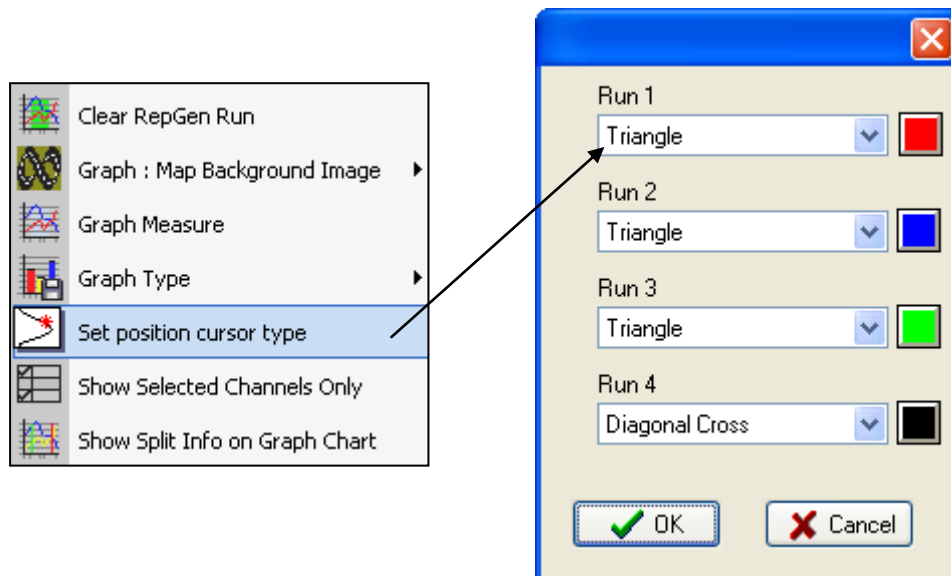 Clear RepGen Run
Graph : Map Background Image
Graph Measure
Graph Type
Set position cursor type
Show Selected Channels Only
Show Split Info on Graph Chart
Run 1
Triangle
Run 2
Triangle
Run 3
Triangle
Run 4
Diagonal Cross
OK
Cancel